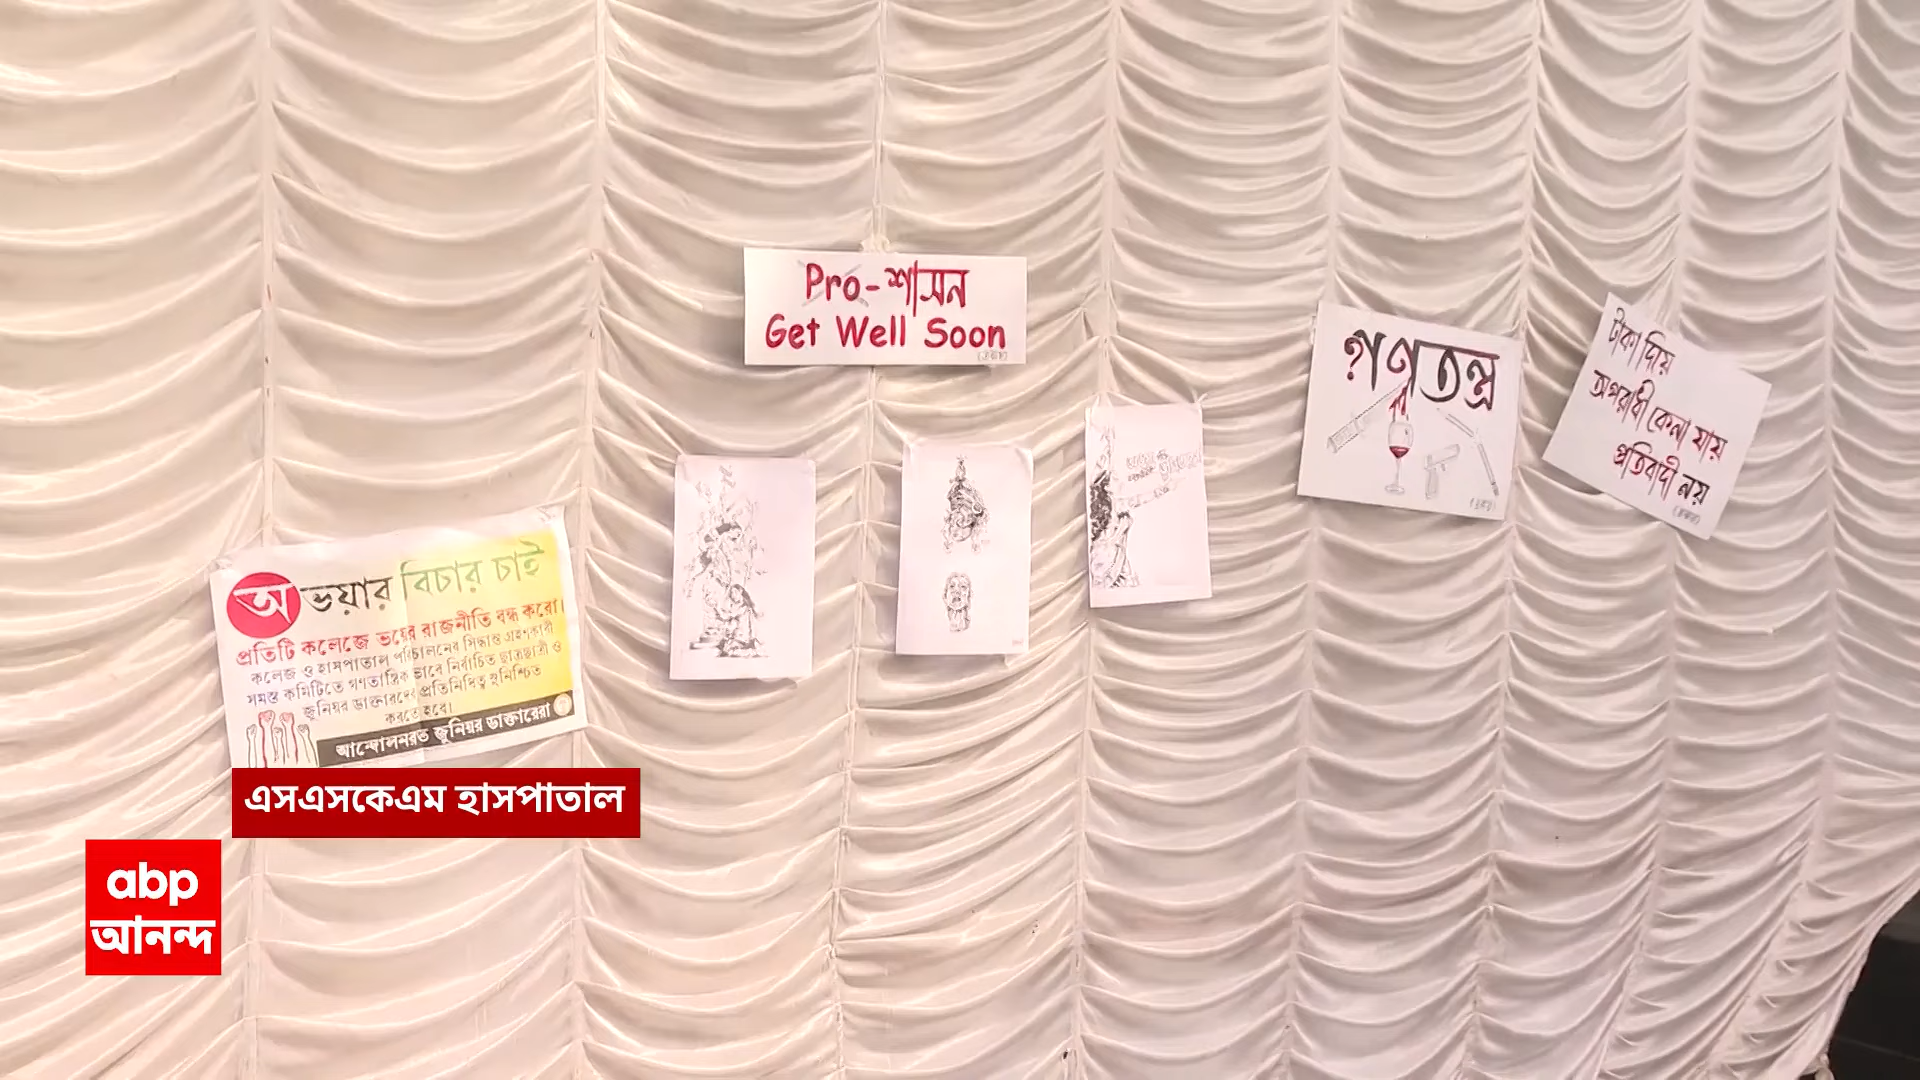 Pro-শাসন
Get Well Soon
গণতন্ত্র
টাকা দিয়ে
অপরাধী কেনা যায়
প্রতিবাদী নয়
অভয়ার বিচার চাই
প্রতিটি কলেজে ভয়ের রাজনীতি বন্ধ করো।
কলেজ ও হাসপাতাল পরিচালনের সিদ্ধান্ত গ্রহণকারী
সমস্ত কমিটিতে গণতান্ত্রিক ভাবে নির্বাচিত ছাত্রছাত্রী ও
জুনিয়র ডাক্তারদের প্রতিনিধিত্ব সুনিশ্চিত
করতে হবে।
আন্দোলনরত জুনিয়র ডাক্তারেরা
এসএসকেএম হাসপাতাল
abp
আনন্দ